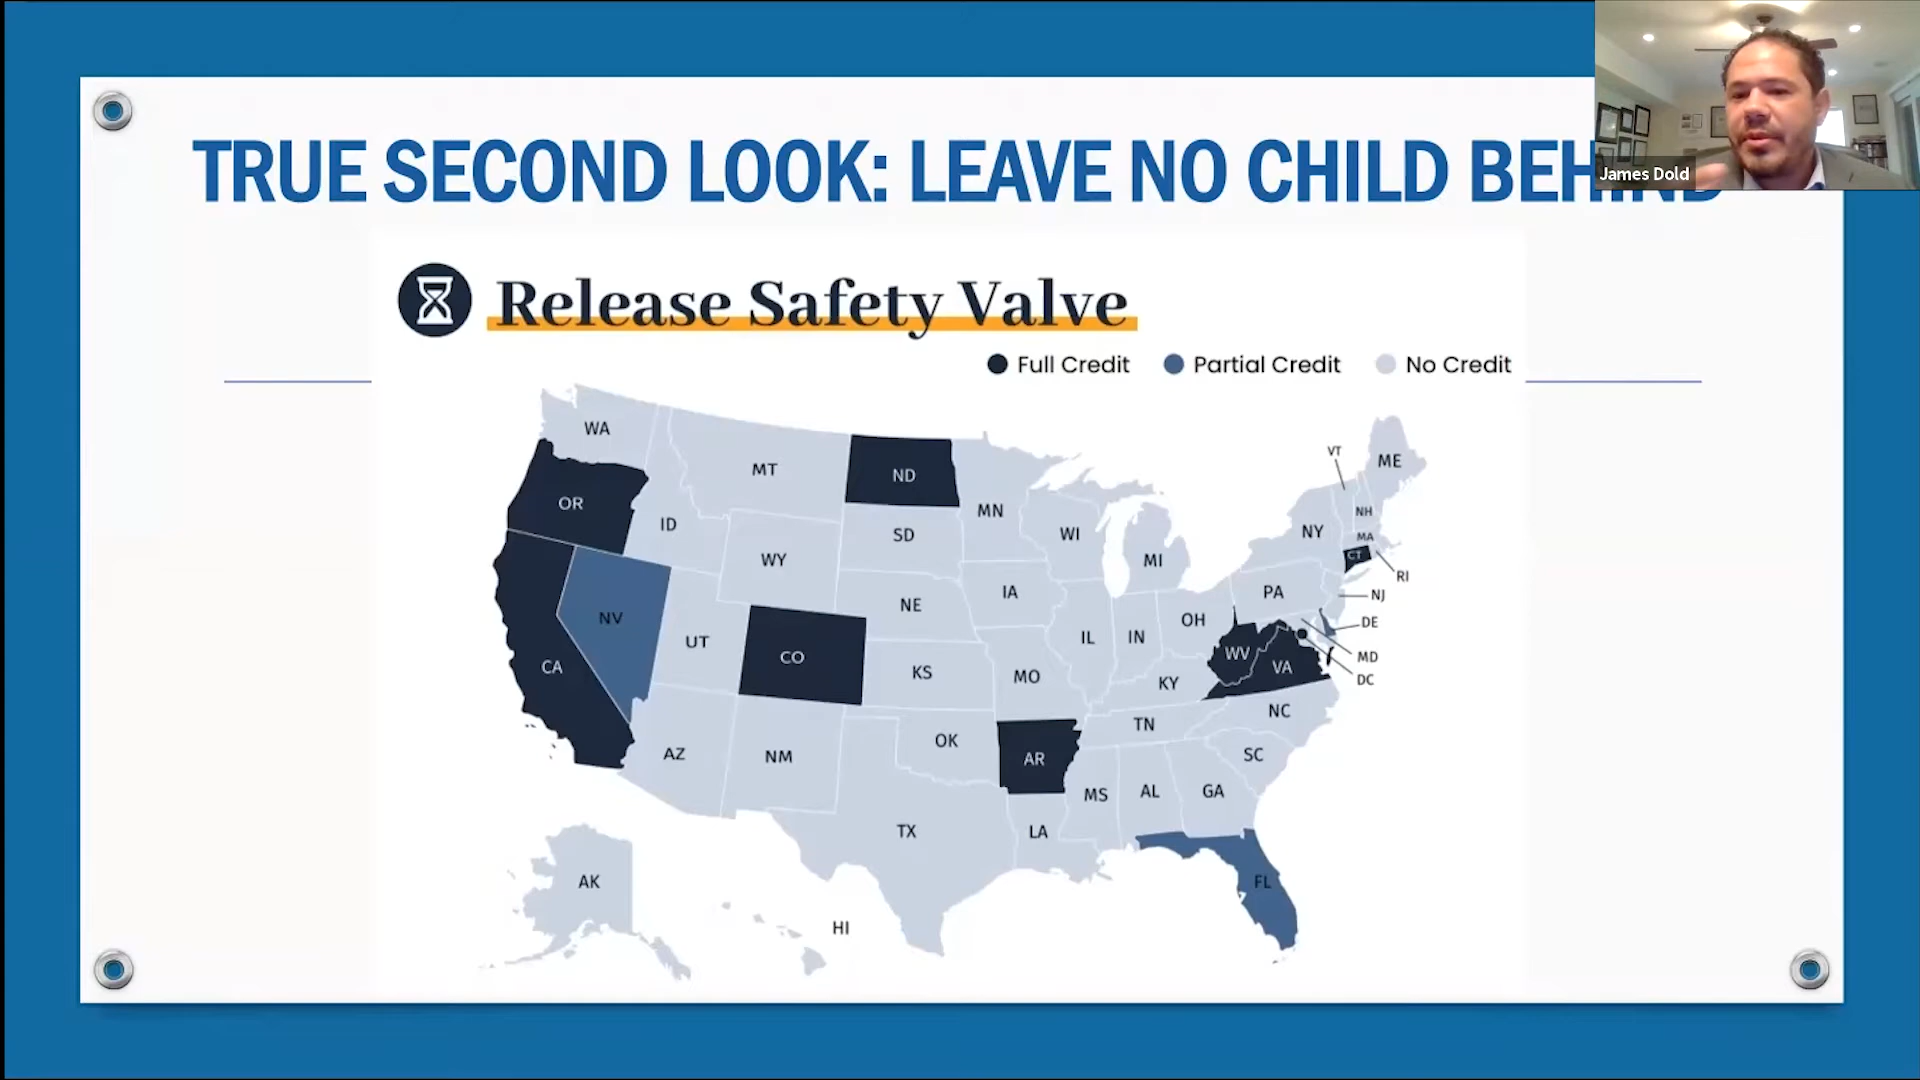 TRUE SECOND LOOK: LEAVE NO CHILD BEHIND
James Dold
Release Safety Valve
Full Credit
Partial Credit
No Credit
WA
MT
ND
MN
OR
ID
WY
SD
WI
MI
NY
VT
NH
ME
MA
CT
RI
NV
UT
CO
NE
IA
IL
IN
OH
PA
NJ
DE
MD
DC
CA
KS
MO
KY
WV
VA
AZ
NM
OK
AR
TN
NC
SC
TX
LA
MS
AL
GA
FL
AK
HI